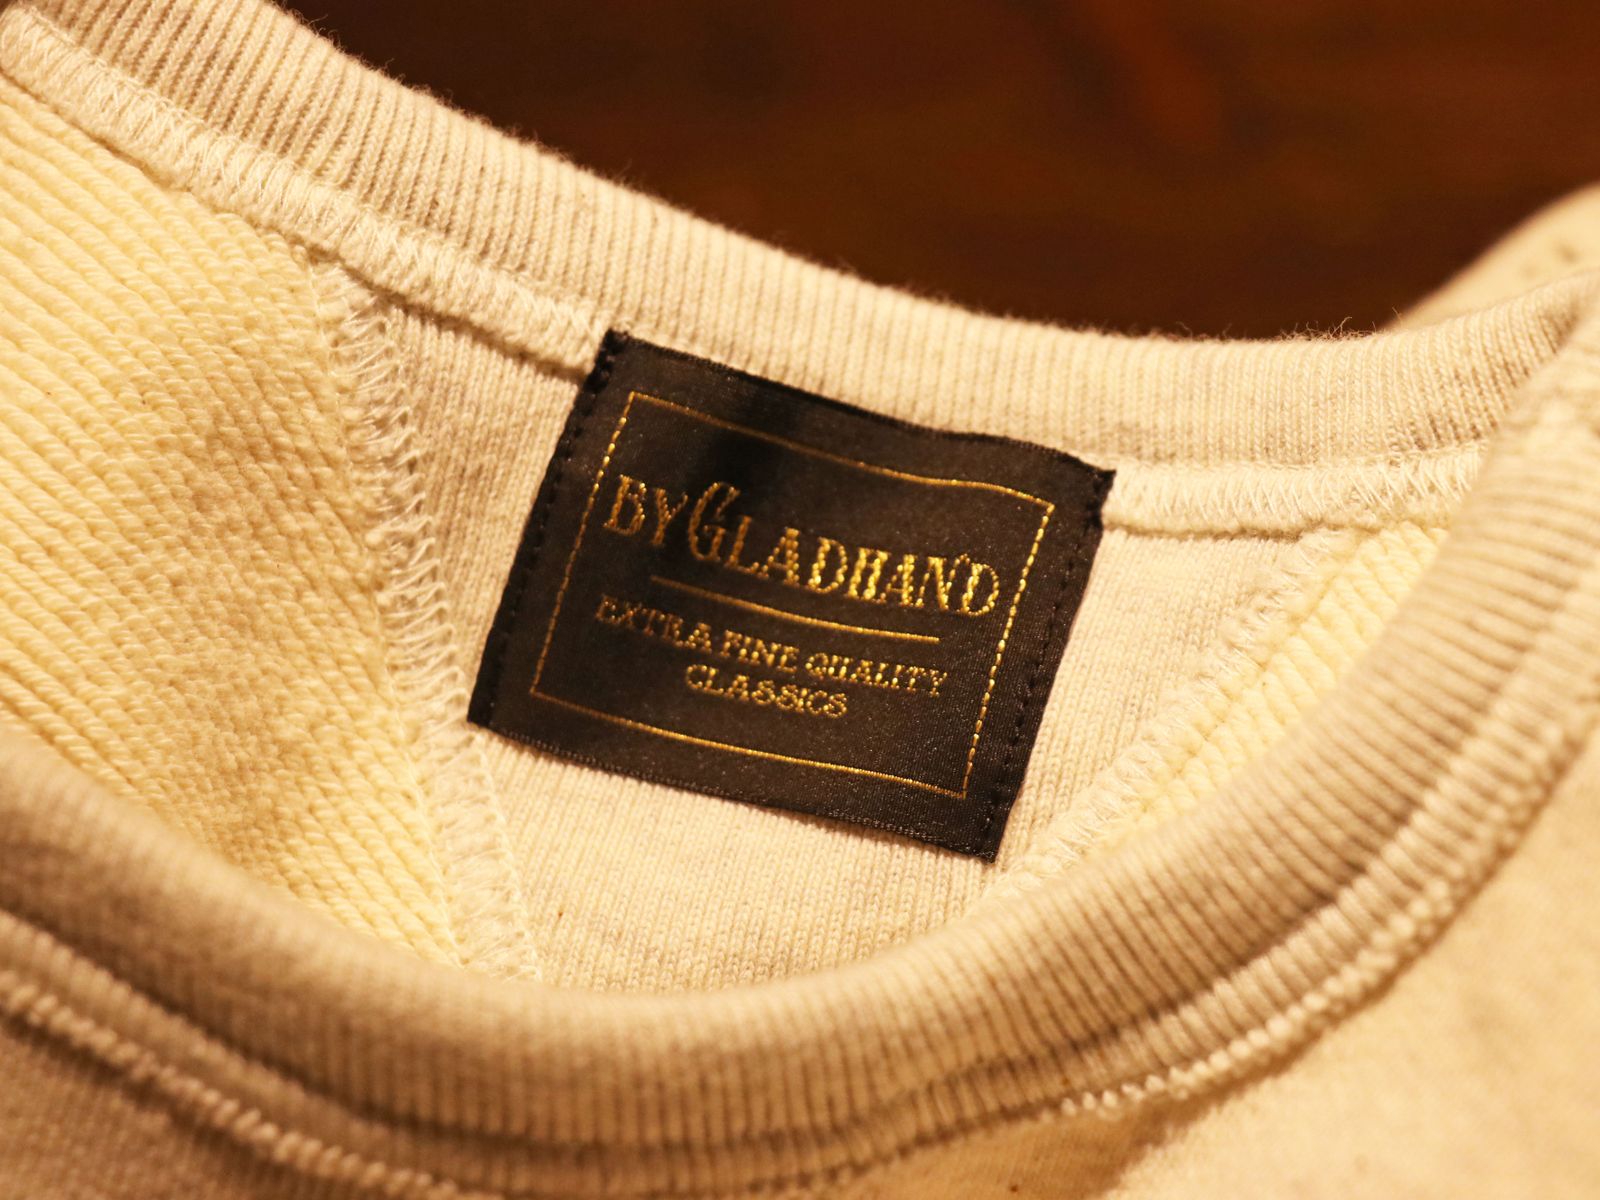 BY GLADHAND
EXTRA FINE QUALITY
CLASSICS